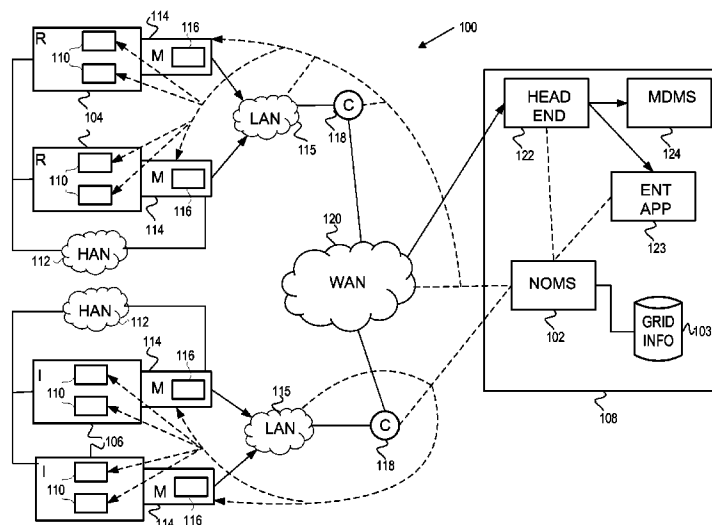 100
114
116
R
M
110
104
LAN
115
C
118
R
M
110
116
114
HAN
112
HEAD END
122
MDMS
124
ENT APP
123
120
WAN
NOMS
102
GRID INFO
103
108
HAN
112
114
116
I
M
110
106
115
LAN
C
118
I
M
110
116
114